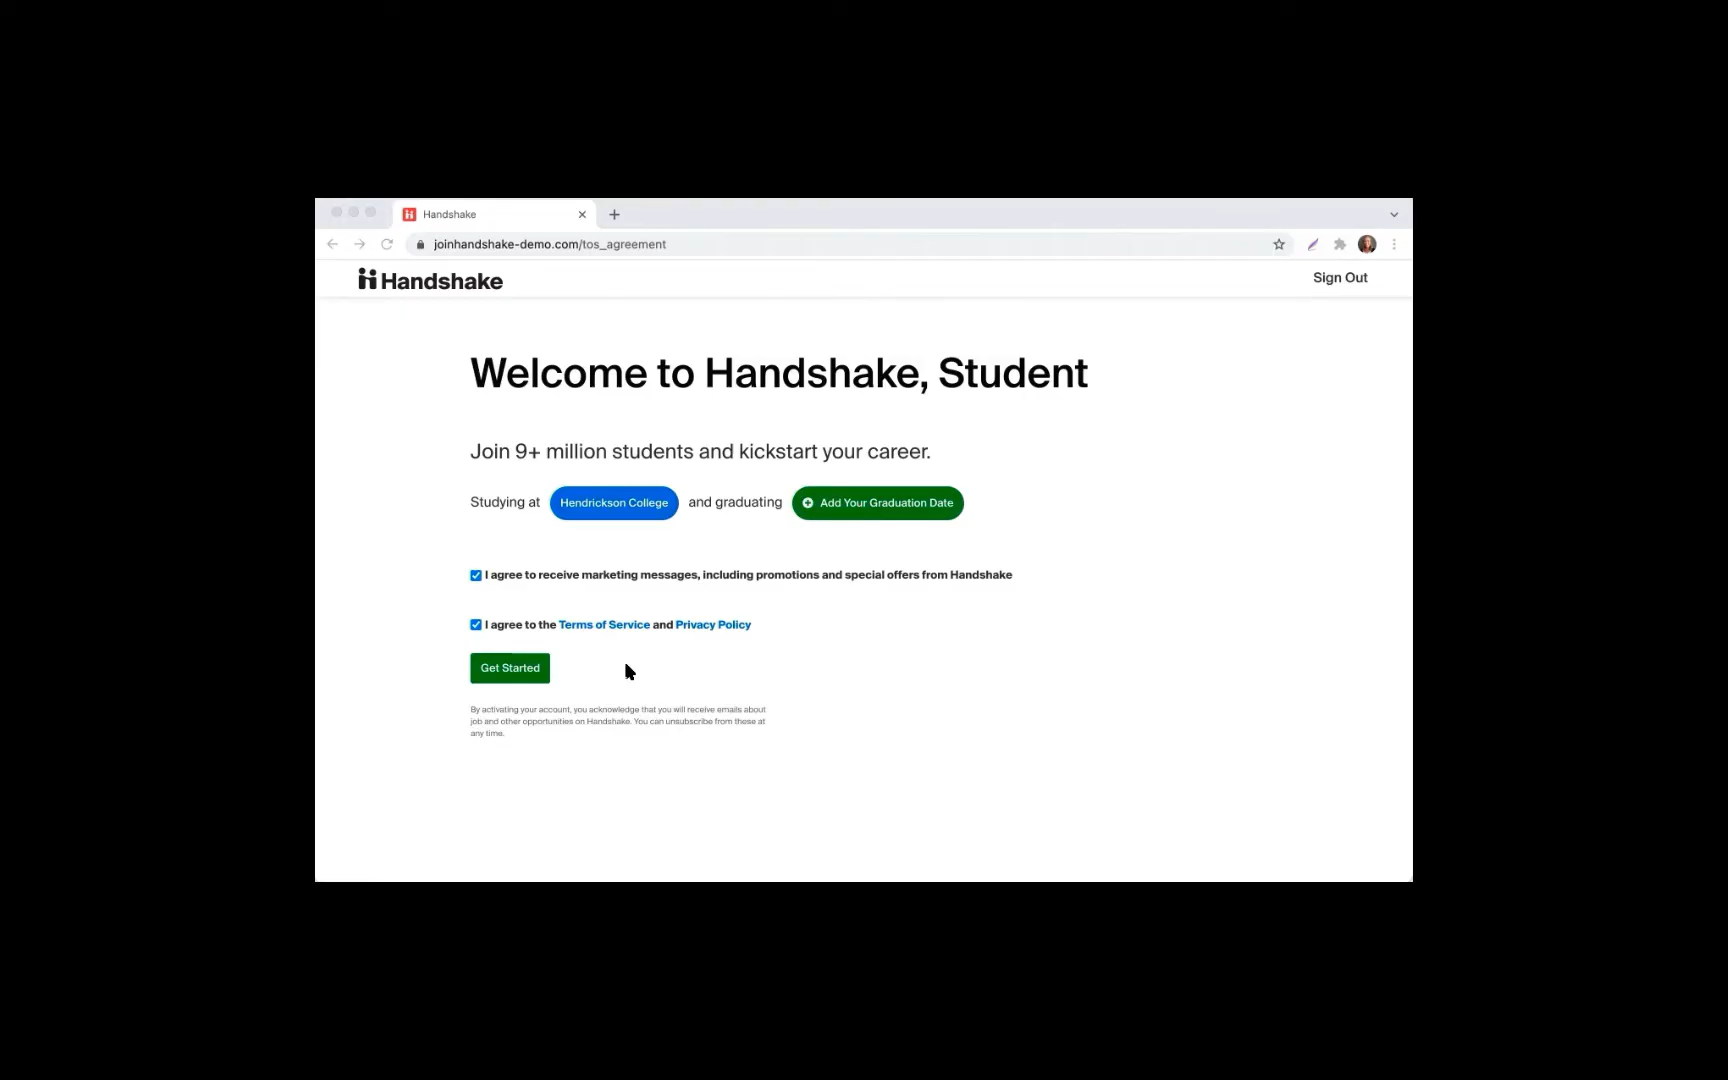 Handshake
joinhandshake-demo.com/tos_agreement
Handshake
Sign Out
Welcome to Handshake, Student
Join 9+ million students and kickstart your career.
Studying at Hendrickson College and graduating Add Your Graduation Date
I agree to receive marketing messages, including promotions and special offers from Handshake
I agree to the Terms of Service and Privacy Policy
Get Started
By activating your account, you acknowledge that you will receive emails about
job and other opportunities on Handshake. You can unsubscribe from these at
any time.